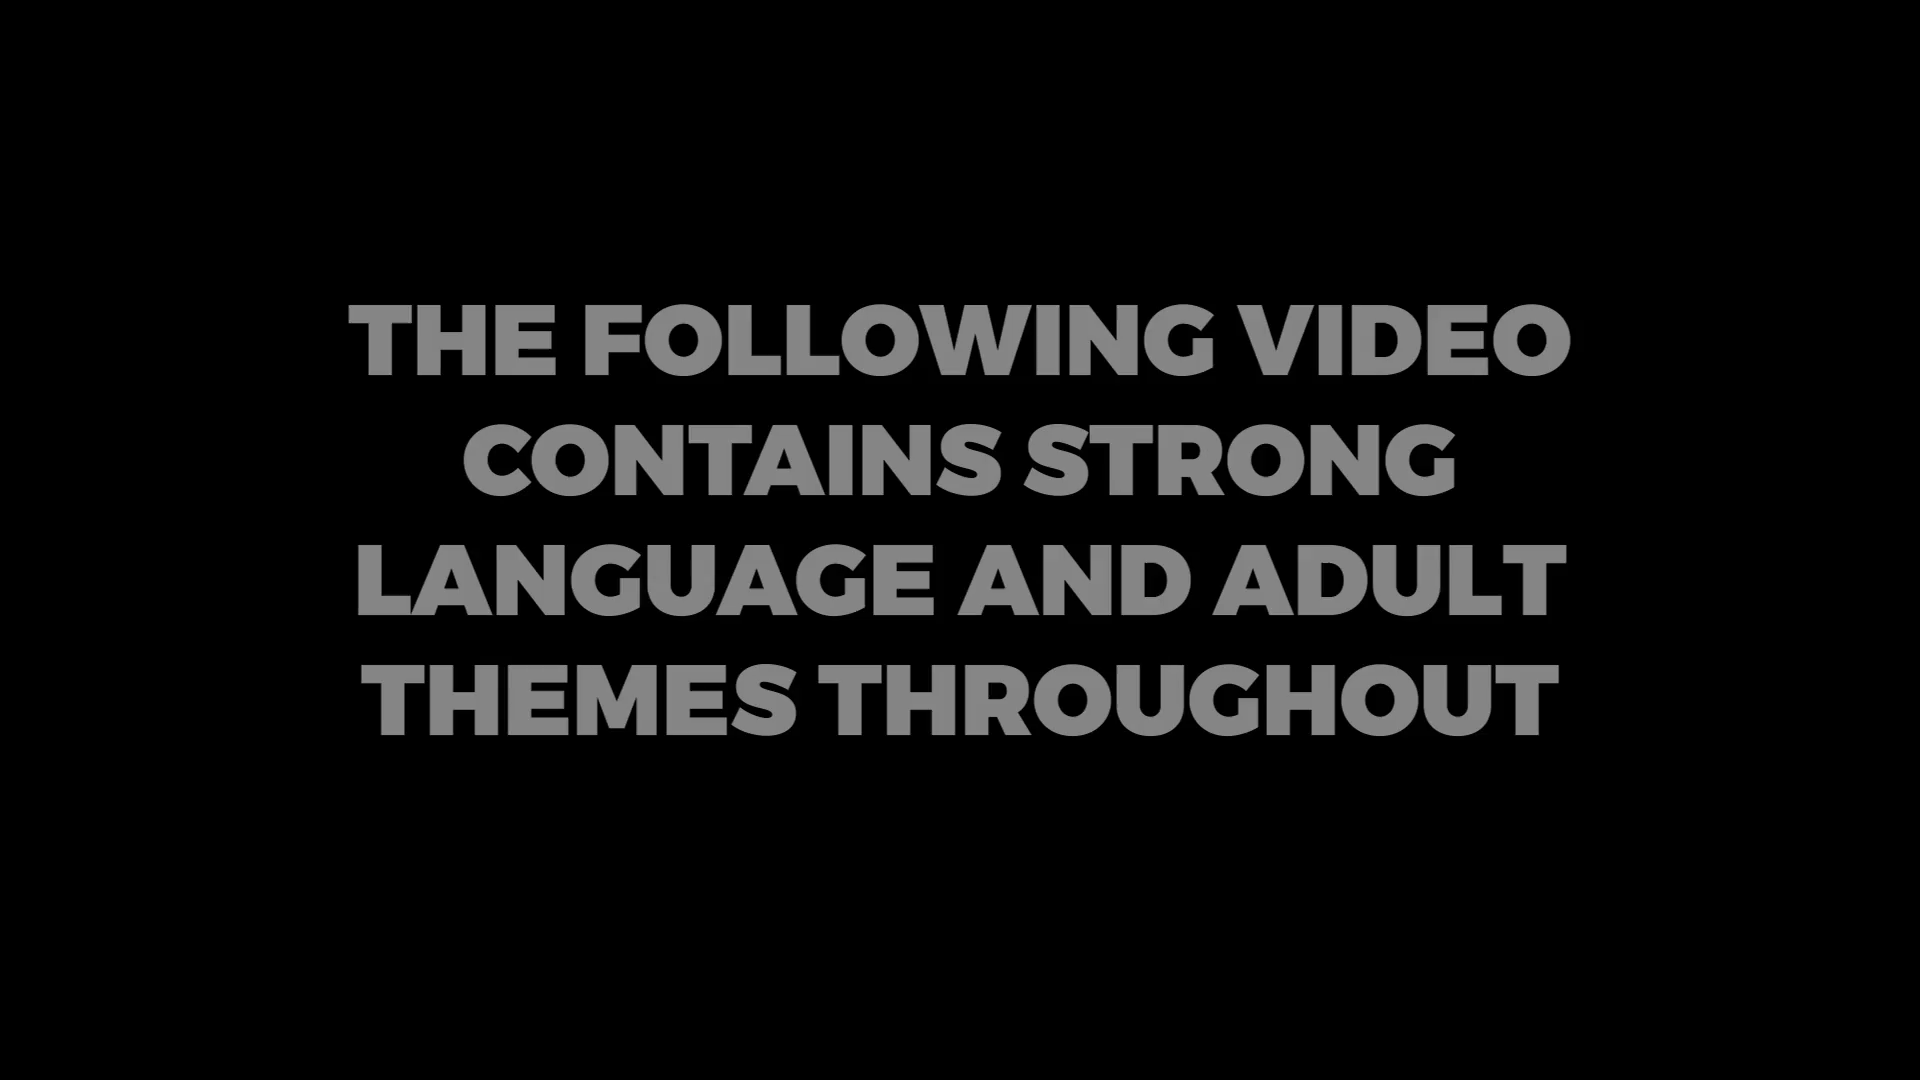 THE FOLLOWING VIDEO
CONTAINS STRONG
LANGUAGE AND ADULT
THEMES THROUGHOUT